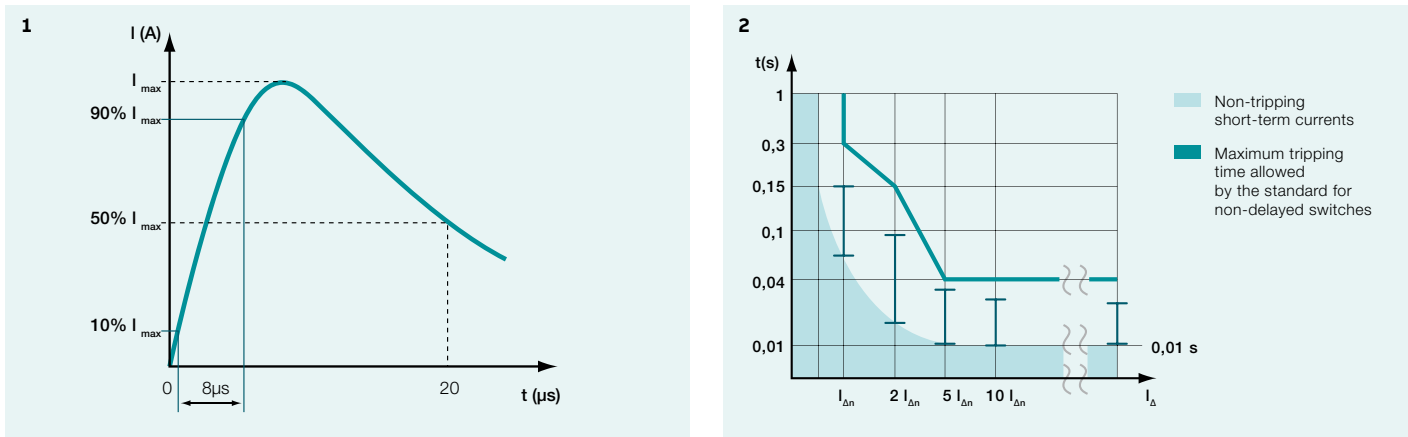 1
I (A)
I max
90% I max
50% I max
10% I max
0
8µs
20
t (µs)
2
t(s)
1
0,3
0,15
0,1
0,04
0,01
0,01 s
IΔn
2 IΔn
5 IΔn
10 IΔn
IΔ
Non-tripping
short-term currents
Maximum tripping
time allowed
by the standard for
non-delayed switches